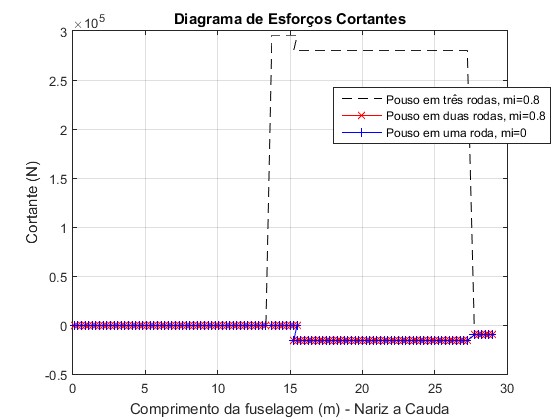 Diagrama de Esforços Cortantes
×10⁵
3
2.5
2
1.5
1
0.5
0
-0.5
Cortante (N)
Pouso em três rodas, mi=0.8
Pouso em duas rodas, mi=0.8
Pouso em uma roda, mi=0
0 5 10 15 20 25 30
Comprimento da fuselagem (m) - Nariz a Cauda